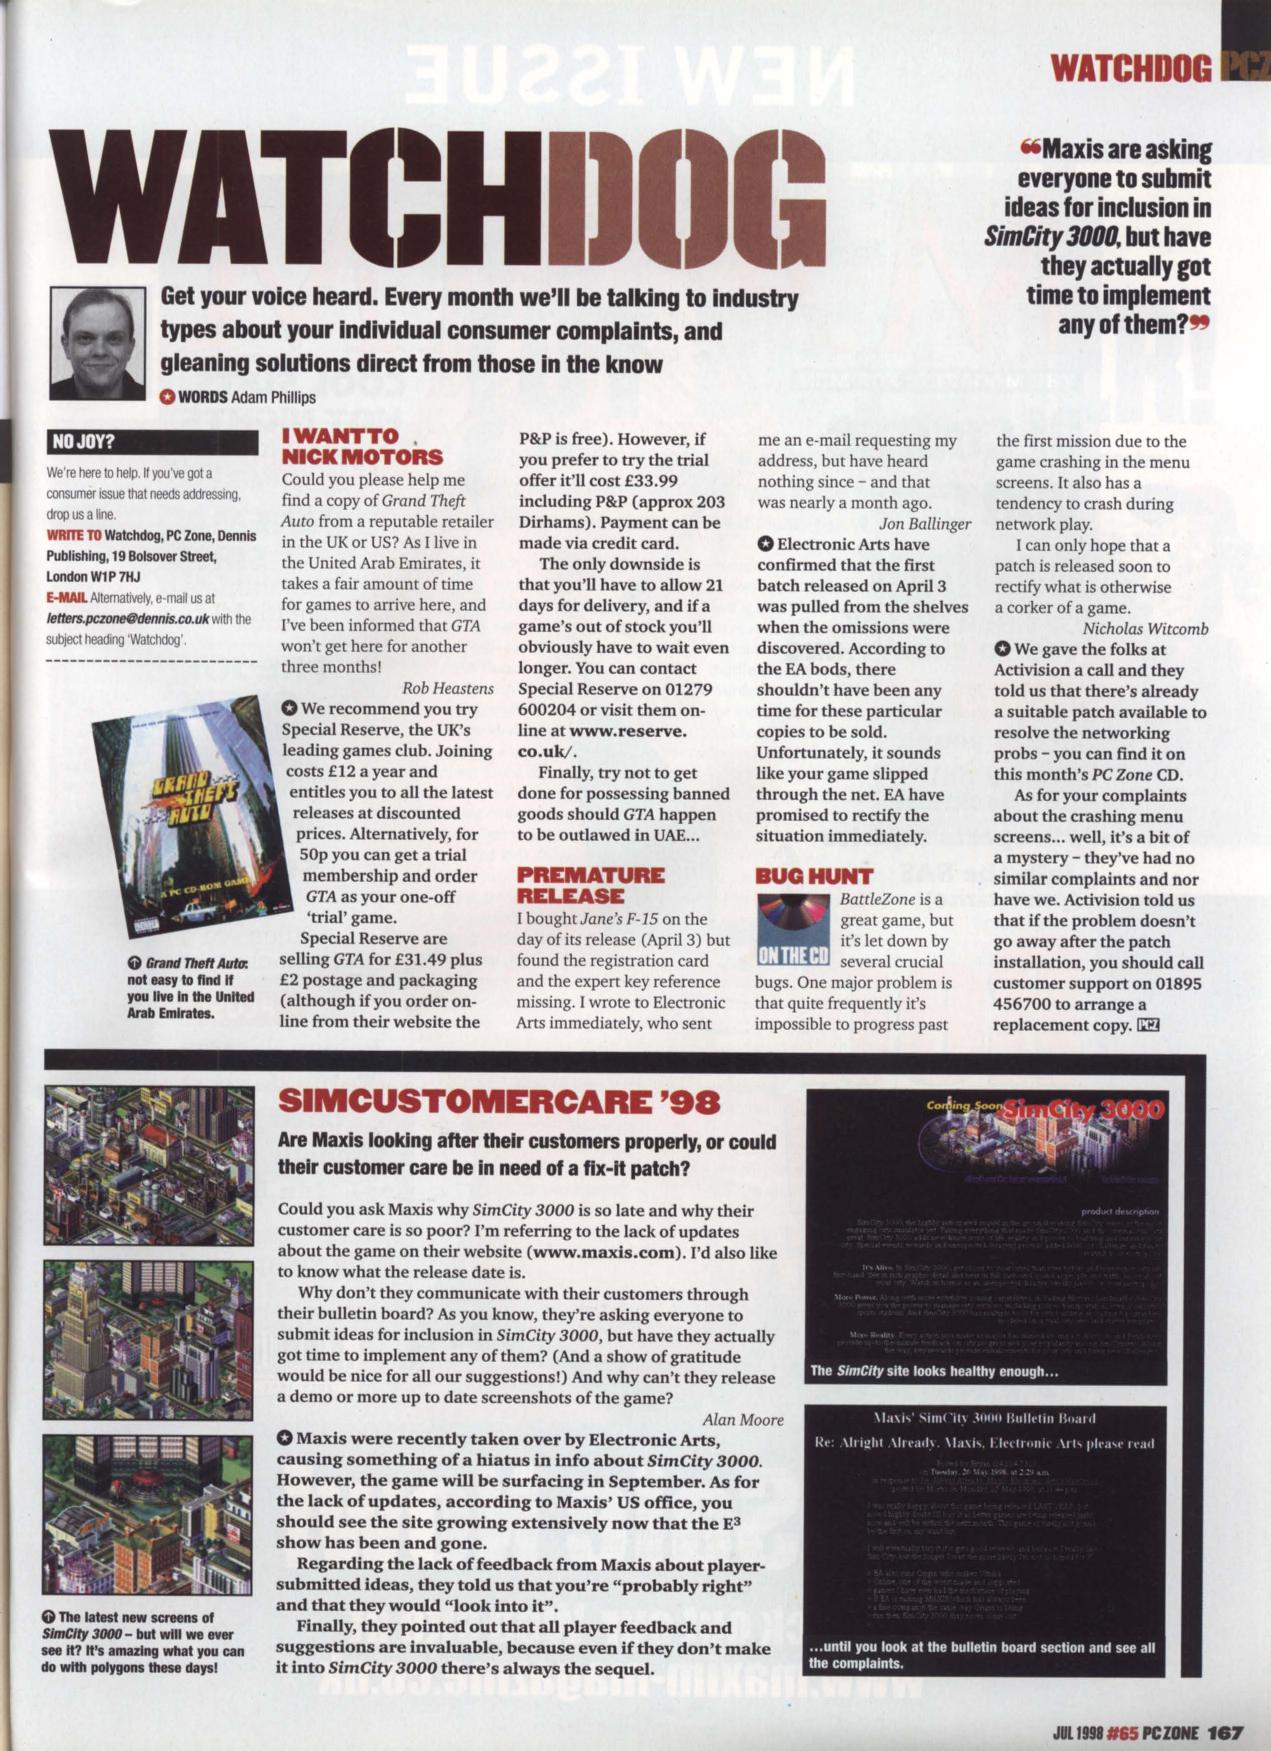 WATCHDOG PCZ
WATCHDOG
❝Maxis are asking
everyone to submit
ideas for inclusion in
SimCity 3000, but have
they actually got
time to implement
any of them?❞
Get your voice heard. Every month we'll be talking to industry
types about your individual consumer complaints, and
gleaning solutions direct from those in the know
WORDS Adam Phillips
NO JOY?
We're here to help. If you've got a
consumer issue that needs addressing,
drop us a line.
WRITE TO Watchdog, PC Zone, Dennis
Publishing, 19 Bolsover Street,
London W1P 7HJ
E-MAIL Alternatively, e-mail us at
letters.pczone@dennis.co.uk with the
subject heading 'Watchdog'.
GRAND
THEFT
AUTO
A PC CD-ROM GAME
Grand Theft Auto:
not easy to find if
you live in the United
Arab Emirates.
I WANT TO
NICK MOTORS
Could you please help me
find a copy of Grand Theft
Auto from a reputable retailer
in the UK or US? As I live in
the United Arab Emirates, it
takes a fair amount of time
for games to arrive here, and
I've been informed that GTA
won't get here for another
three months!
Rob Heastens
We recommend you try
Special Reserve, the UK's
leading games club. Joining
costs £12 a year and
entitles you to all the latest
releases at discounted
prices. Alternatively, for
50p you can get a trial
membership and order
GTA as your one-off
'trial' game.
Special Reserve are
selling GTA for £31.49 plus
£2 postage and packaging
(although if you order on-
line from their website the
P&P is free). However, if
you prefer to try the trial
offer it'll cost £33.99
including P&P (approx 203
Dirhams). Payment can be
made via credit card.
The only downside is
that you'll have to allow 21
days for delivery, and if a
game's out of stock you'll
obviously have to wait even
longer. You can contact
Special Reserve on 01279
600204 or visit them on-
line at www.reserve.
co.uk/.
Finally, try not to get
done for possessing banned
goods should GTA happen
to be outlawed in UAE...
PREMATURE
RELEASE
I bought Jane's F-15 on the
day of its release (April 3) but
found the registration card
and the expert key reference
missing. I wrote to Electronic
Arts immediately, who sent
me an e-mail requesting my
address, but have heard
nothing since – and that
was nearly a month ago.
Jon Ballinger
Electronic Arts have
confirmed that the first
batch released on April 3
was pulled from the shelves
when the omissions were
discovered. According to
the EA bods, there
shouldn't have been any
time for these particular
copies to be sold.
Unfortunately, it sounds
like your game slipped
through the net. EA have
promised to rectify the
situation immediately.
BUG HUNT
ON THE CD
BattleZone is a
great game, but
it's let down by
several crucial
bugs. One major problem is
that quite frequently it's
impossible to progress past
the first mission due to the
game crashing in the menu
screens. It also has a
tendency to crash during
network play.
I can only hope that a
patch is released soon to
rectify what is otherwise
a corker of a game.
Nicholas Witcomb
We gave the folks at
Activision a call and they
told us that there's already
a suitable patch available to
resolve the networking
probs – you can find it on
this month's PC Zone CD.
As for your complaints
about the crashing menu
screens... well, it's a bit of
a mystery – they've had no
similar complaints and nor
have we. Activision told us
that if the problem doesn't
go away after the patch
installation, you should call
customer support on 01895
456700 to arrange a
replacement copy. PCZ
The latest new screens of
SimCity 3000 – but will we ever
see it? It's amazing what you can
do with polygons these days!
SIMCUSTOMERCARE '98
Are Maxis looking after their customers properly, or could
their customer care be in need of a fix-it patch?
Could you ask Maxis why SimCity 3000 is so late and why their
customer care is so poor? I'm referring to the lack of updates
about the game on their website (www.maxis.com). I'd also like
to know what the release date is.
Why don't they communicate with their customers through
their bulletin board? As you know, they're asking everyone to
submit ideas for inclusion in SimCity 3000, but have they actually
got time to implement any of them? (And a show of gratitude
would be nice for all our suggestions!) And why can't they release
a demo or more up to date screenshots of the game?
Alan Moore
Maxis were recently taken over by Electronic Arts,
causing something of a hiatus in info about SimCity 3000.
However, the game will be surfacing in September. As for
the lack of updates, according to Maxis' US office, you
should see the site growing extensively now that the E³
show has been and gone.
Regarding the lack of feedback from Maxis about player-
submitted ideas, they told us that you're "probably right"
and that they would "look into it".
Finally, they pointed out that all player feedback and
suggestions are invaluable, because even if they don't make
it into SimCity 3000 there's always the sequel.
Coming Soon SimCity 3000
product description
The SimCity site looks healthy enough...
Maxis' SimCity 3000 Bulletin Board
Re: Alright Already. Maxis, Electronic Arts please read
on Tuesday, 26 May 1998, at 2:29 a.m.
...until you look at the bulletin board section and see all
the complaints.
JUL 1998 #65 PC ZONE 167